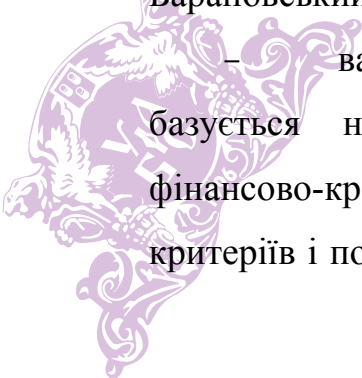 Барановський
– ва
базується н
фінансово-кр
критеріїв і по